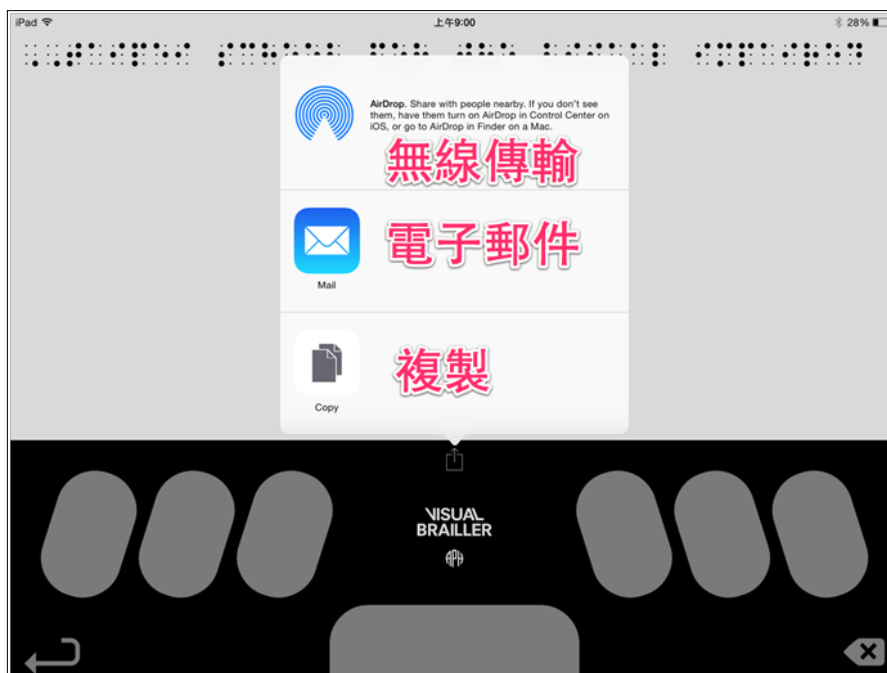 iPad 上午9:00 28%
AirDrop. Share with people nearby. If you don't see
them, have them turn on AirDrop in Control Center on
iOS, or go to AirDrop in Finder on a Mac.
無線傳輸
電子郵件
Mail
複製
Copy
VISUAL
BRAILLER
APH